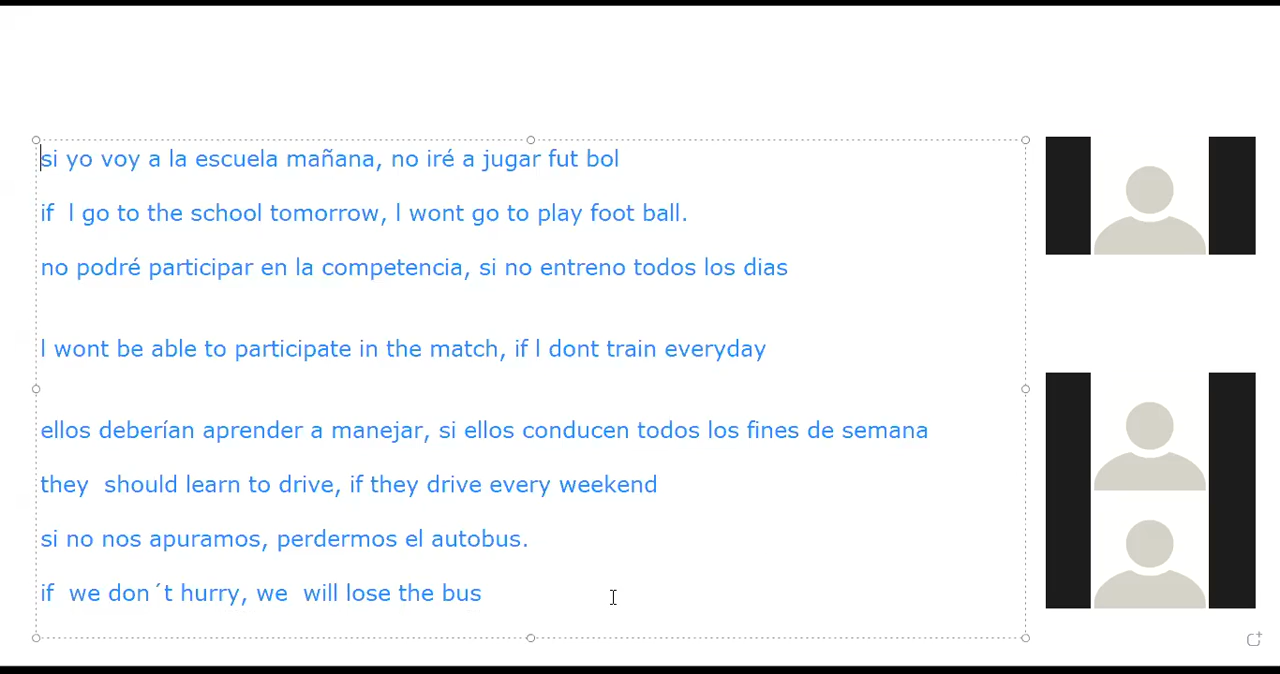 si yo voy a la escuela mañana, no iré a jugar fut bol
if  l go to the school tomorrow, l wont go to play foot ball.
no podré participar en la competencia, si no entreno todos los dias
l wont be able to participate in the match, if l dont train everyday
ellos deberían aprender a manejar, si ellos conducen todos los fines de semana
they  should learn to drive, if they drive every weekend
si no nos apuramos, perdermos el autobus.
if  we don´t hurry, we  will lose the bus